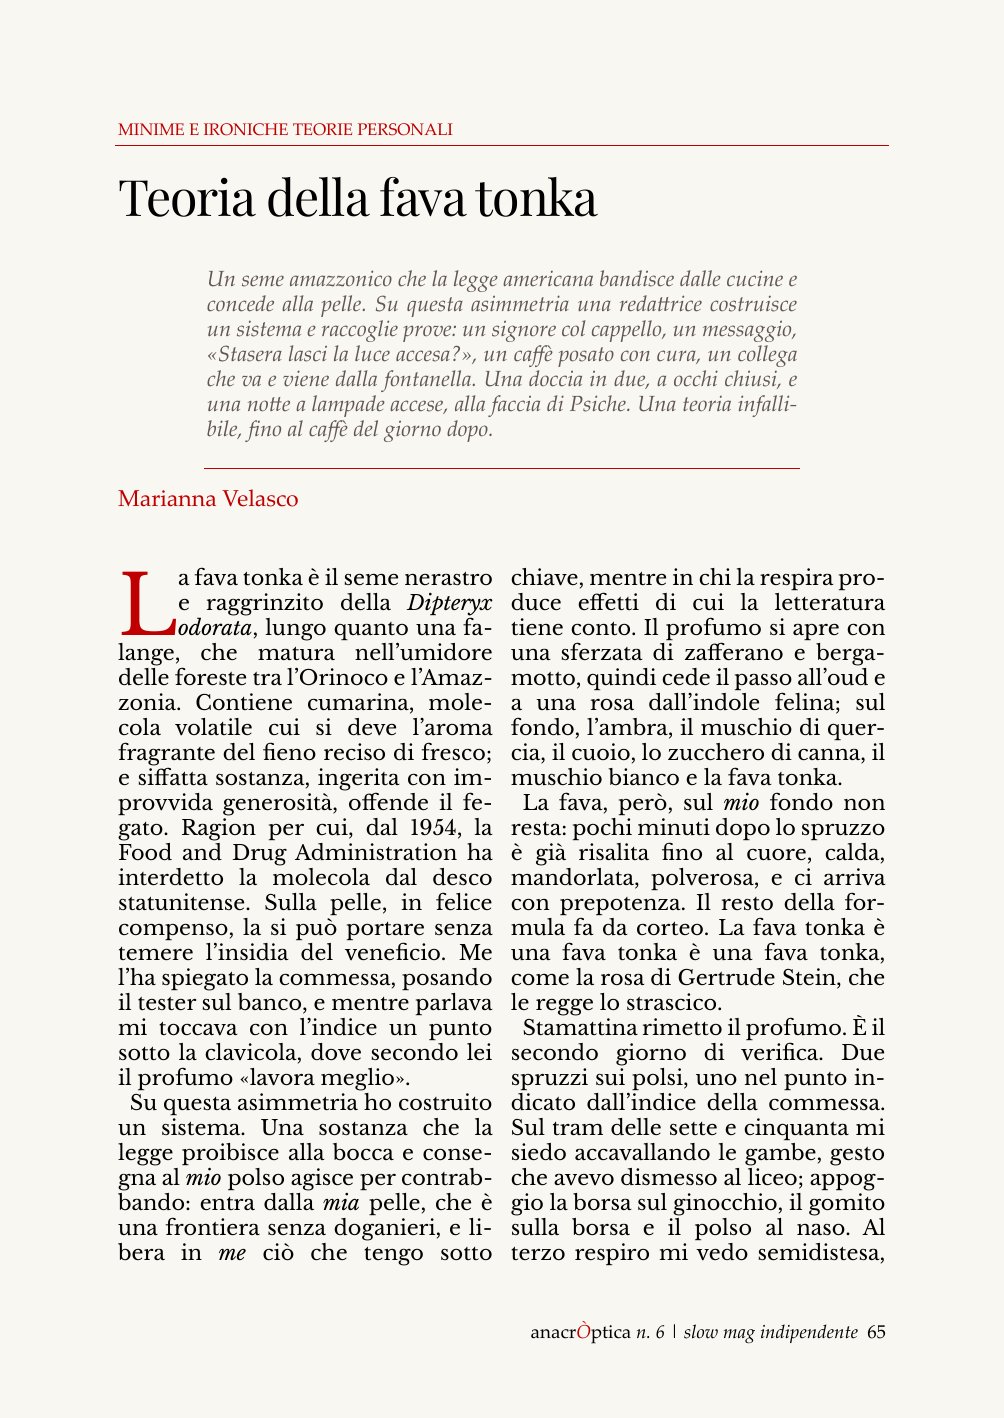 MINIME E IRONICHE TEORIE PERSONALI
Teoria della fava tonka
Un seme amazzonico che la legge americana bandisce dalle cucine e
concede alla pelle. Su questa asimmetria una redattrice costruisce
un sistema e raccoglie prove: un signore col cappello, un messaggio,
«Stasera lasci la luce accesa?», un caffè posato con cura, un collega
che va e viene dalla fontanella. Una doccia in due, a occhi chiusi, e
una notte a lampade accese, alla faccia di Psiche. Una teoria infalli-
bile, fino al caffè del giorno dopo.
Marianna Velasco
La fava tonka è il seme nerastro
e raggrinzito della Dipteryx
odorata, lungo quanto una fa-
lange, che matura nell'umidore
delle foreste tra l'Orinoco e l'Amaz-
zonia. Contiene cumarina, mole-
cola volatile cui si deve l'aroma
fragrante del fieno reciso di fresco;
e siffatta sostanza, ingerita con im-
provvida generosità, offende il fe-
gato. Ragion per cui, dal 1954, la
Food and Drug Administration ha
interdetto la molecola dal desco
statunitense. Sulla pelle, in felice
compenso, la si può portare senza
temere l'insidia del veneficio. Me
l'ha spiegato la commessa, posando
il tester sul banco, e mentre parlava
mi toccava con l'indice un punto
sotto la clavicola, dove secondo lei
il profumo «lavora meglio».
Su questa asimmetria ho costruito
un sistema. Una sostanza che la
legge proibisce alla bocca e conse-
gna al mio polso agisce per contrab-
bando: entra dalla mia pelle, che è
una frontiera senza doganieri, e li-
bera in me ciò che tengo sotto
chiave, mentre in chi la respira pro-
duce effetti di cui la letteratura
tiene conto. Il profumo si apre con
una sferzata di zafferano e berga-
motto, quindi cede il passo all'oud e
a una rosa dall'indole felina; sul
fondo, l'ambra, il muschio di quer-
cia, il cuoio, lo zucchero di canna, il
muschio bianco e la fava tonka.
La fava, però, sul mio fondo non
resta: pochi minuti dopo lo spruzzo
è già risalita fino al cuore, calda,
mandorlata, polverosa, e ci arriva
con prepotenza. Il resto della for-
mula fa da corteo. La fava tonka è
una fava tonka è una fava tonka,
come la rosa di Gertrude Stein, che
le regge lo strascico.
Stamattina rimetto il profumo. È il
secondo giorno di verifica. Due
spruzzi sui polsi, uno nel punto in-
dicato dall'indice della commessa.
Sul tram delle sette e cinquanta mi
siedo accavallando le gambe, gesto
che avevo dismesso al liceo; appog-
gio la borsa sul ginocchio, il gomito
sulla borsa e il polso al naso. Al
terzo respiro mi vedo semidistesa,
anacrÒptica n. 6 | slow mag indipendente 65